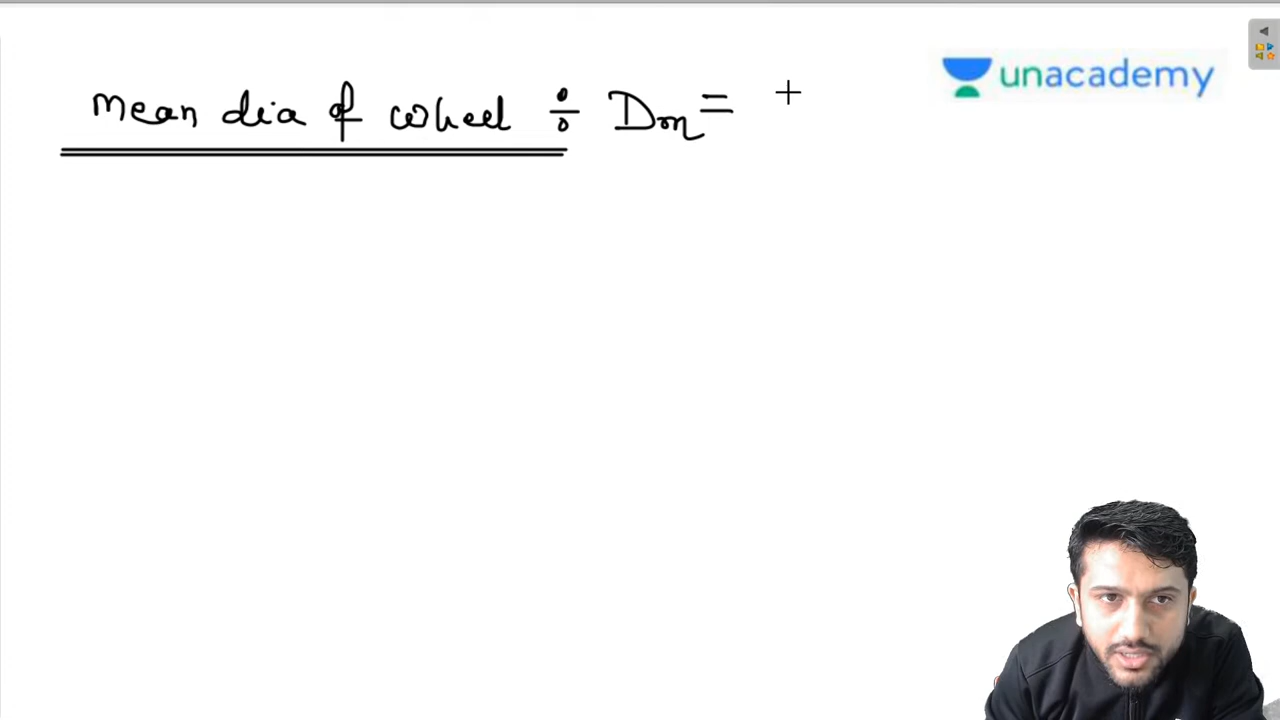 Mean dia of wheel ÷ Dm =
unacademy